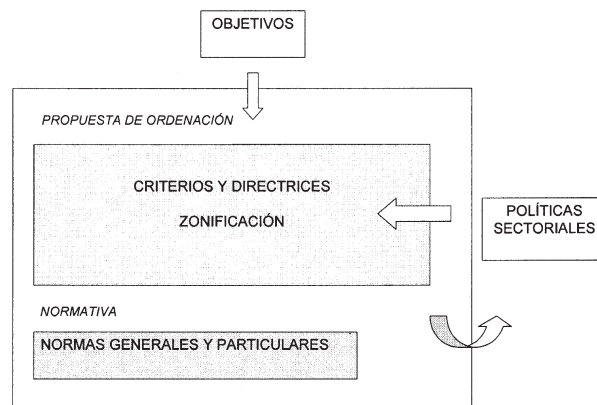 OBJETIVOS
PROPUESTA DE ORDENACIÓN
CRITERIOS Y DIRECTRICES
ZONIFICACIÓN
POLÍTICAS
SECTORIALES
NORMATIVA
NORMAS GENERALES Y PARTICULARES